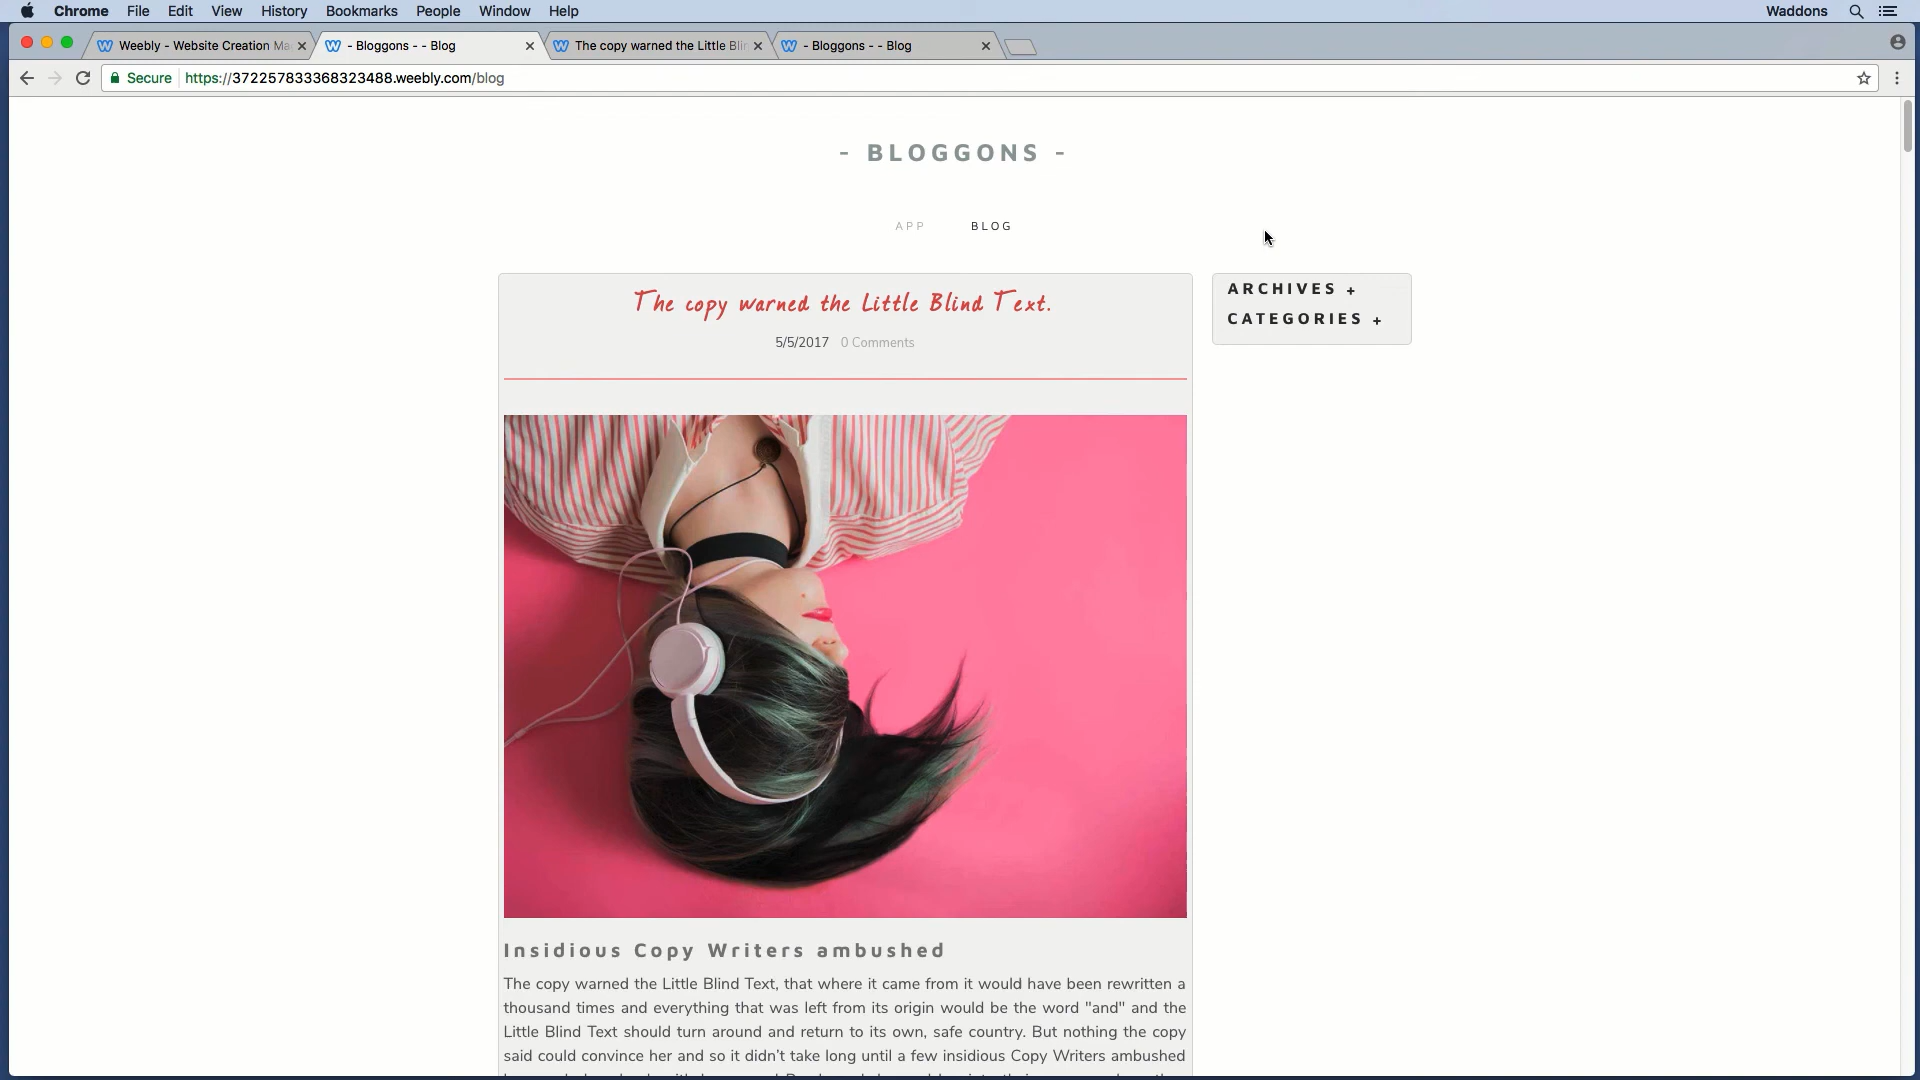 Chrome File Edit View History Bookmarks People Window Help Waddons
Weebly - Website Creation Ma
- Bloggons - - Blog
The copy warned the Little Blin
- Bloggons - - Blog
Secure https://372257833368323488.weebly.com/blog
- BLOGGONS -
APP BLOG
The copy warned the Little Blind Text.
5/5/2017 0 Comments
ARCHIVES +
CATEGORIES +
Insidious Copy Writers ambushed
The copy warned the Little Blind Text, that where it came from it would have been rewritten a
thousand times and everything that was left from its origin would be the word "and" and the
Little Blind Text should turn around and return to its own, safe country. But nothing the copy
said could convince her and so it didn't take long until a few insidious Copy Writers ambushed